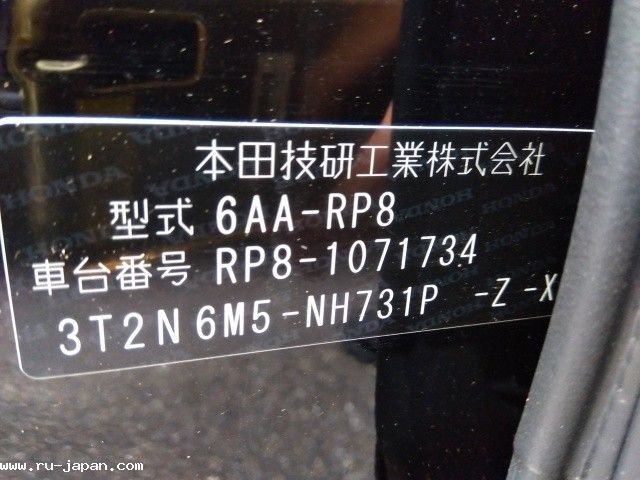 本田技研工業株式会社
型式 6AA-RP8
車台番号 RP8-1071734
3T2N6M5-NH731P -Z-X
www.ru-japan.com